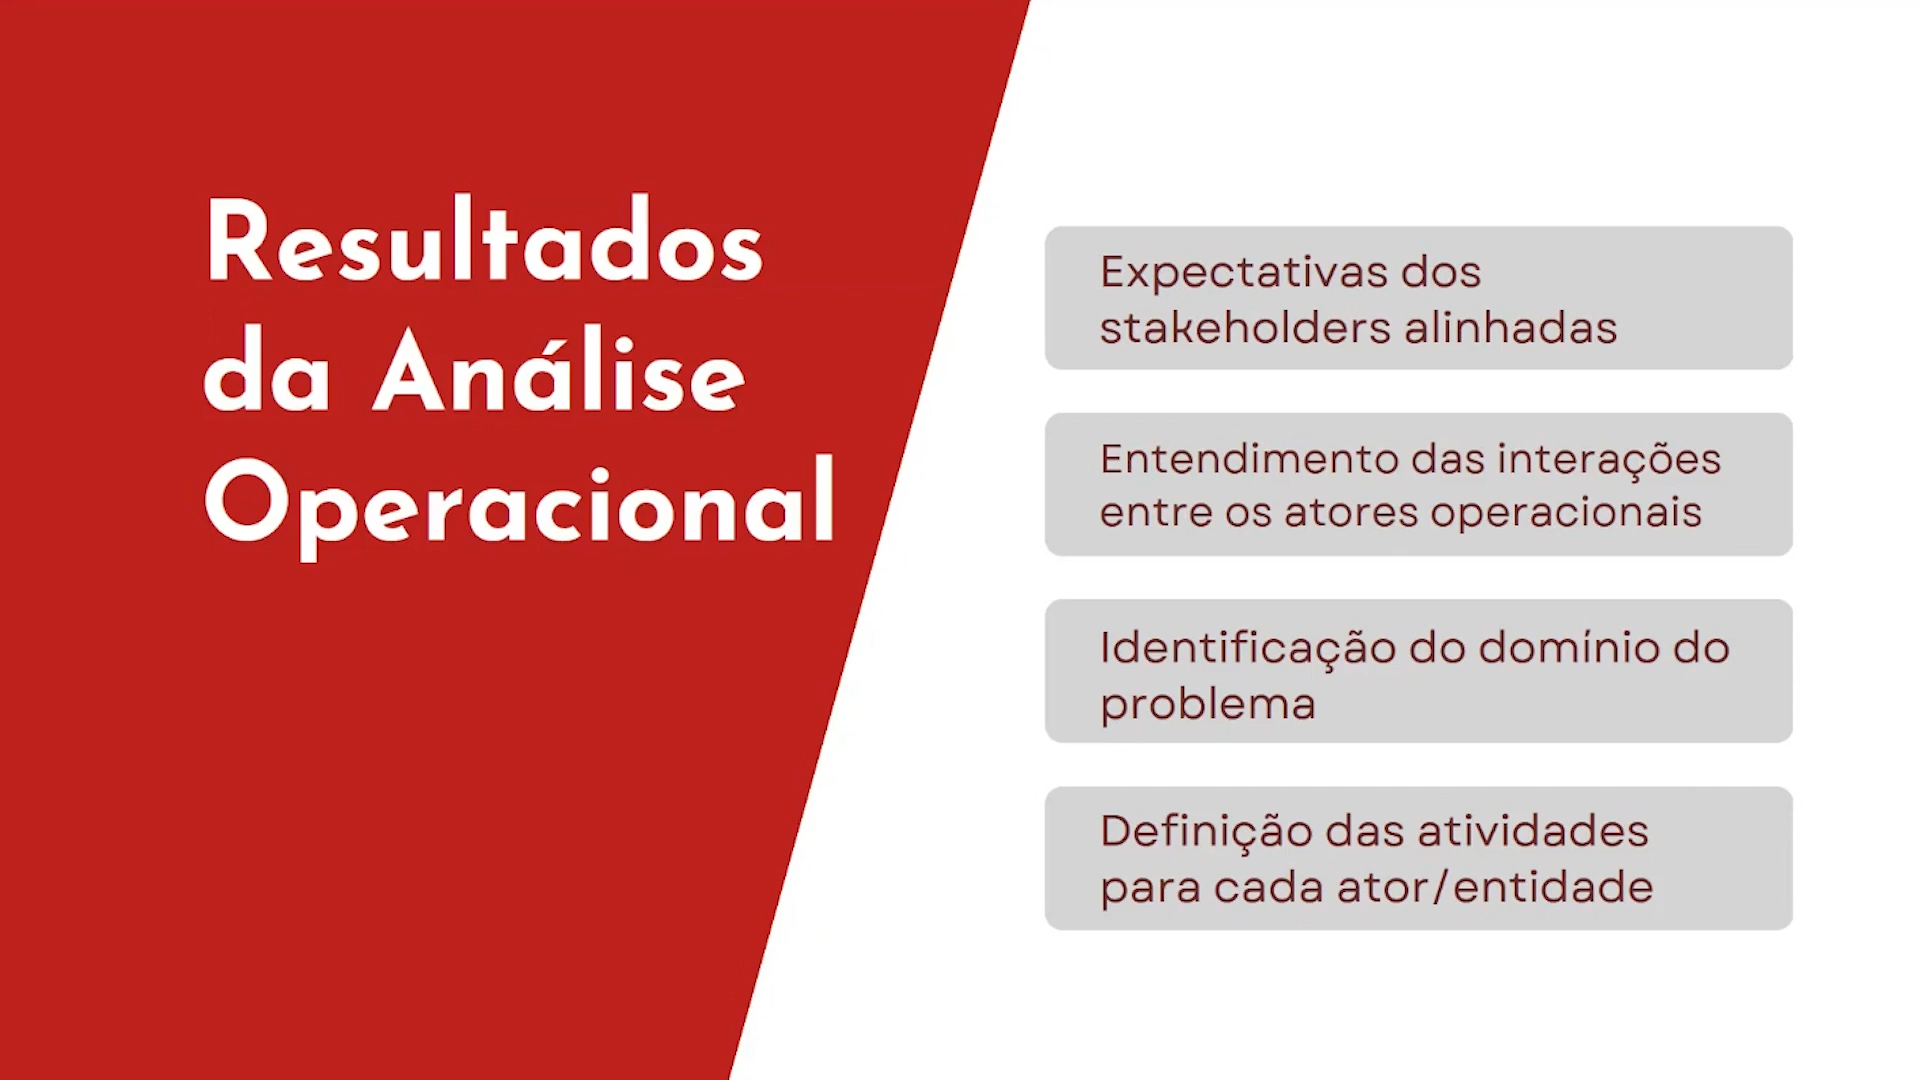 Resultados
da Análise
Operacional
Expectativas dos
stakeholders alinhadas
Entendimento das interações
entre os atores operacionais
Identificação do domínio do
problema
Definição das atividades
para cada ator/entidade